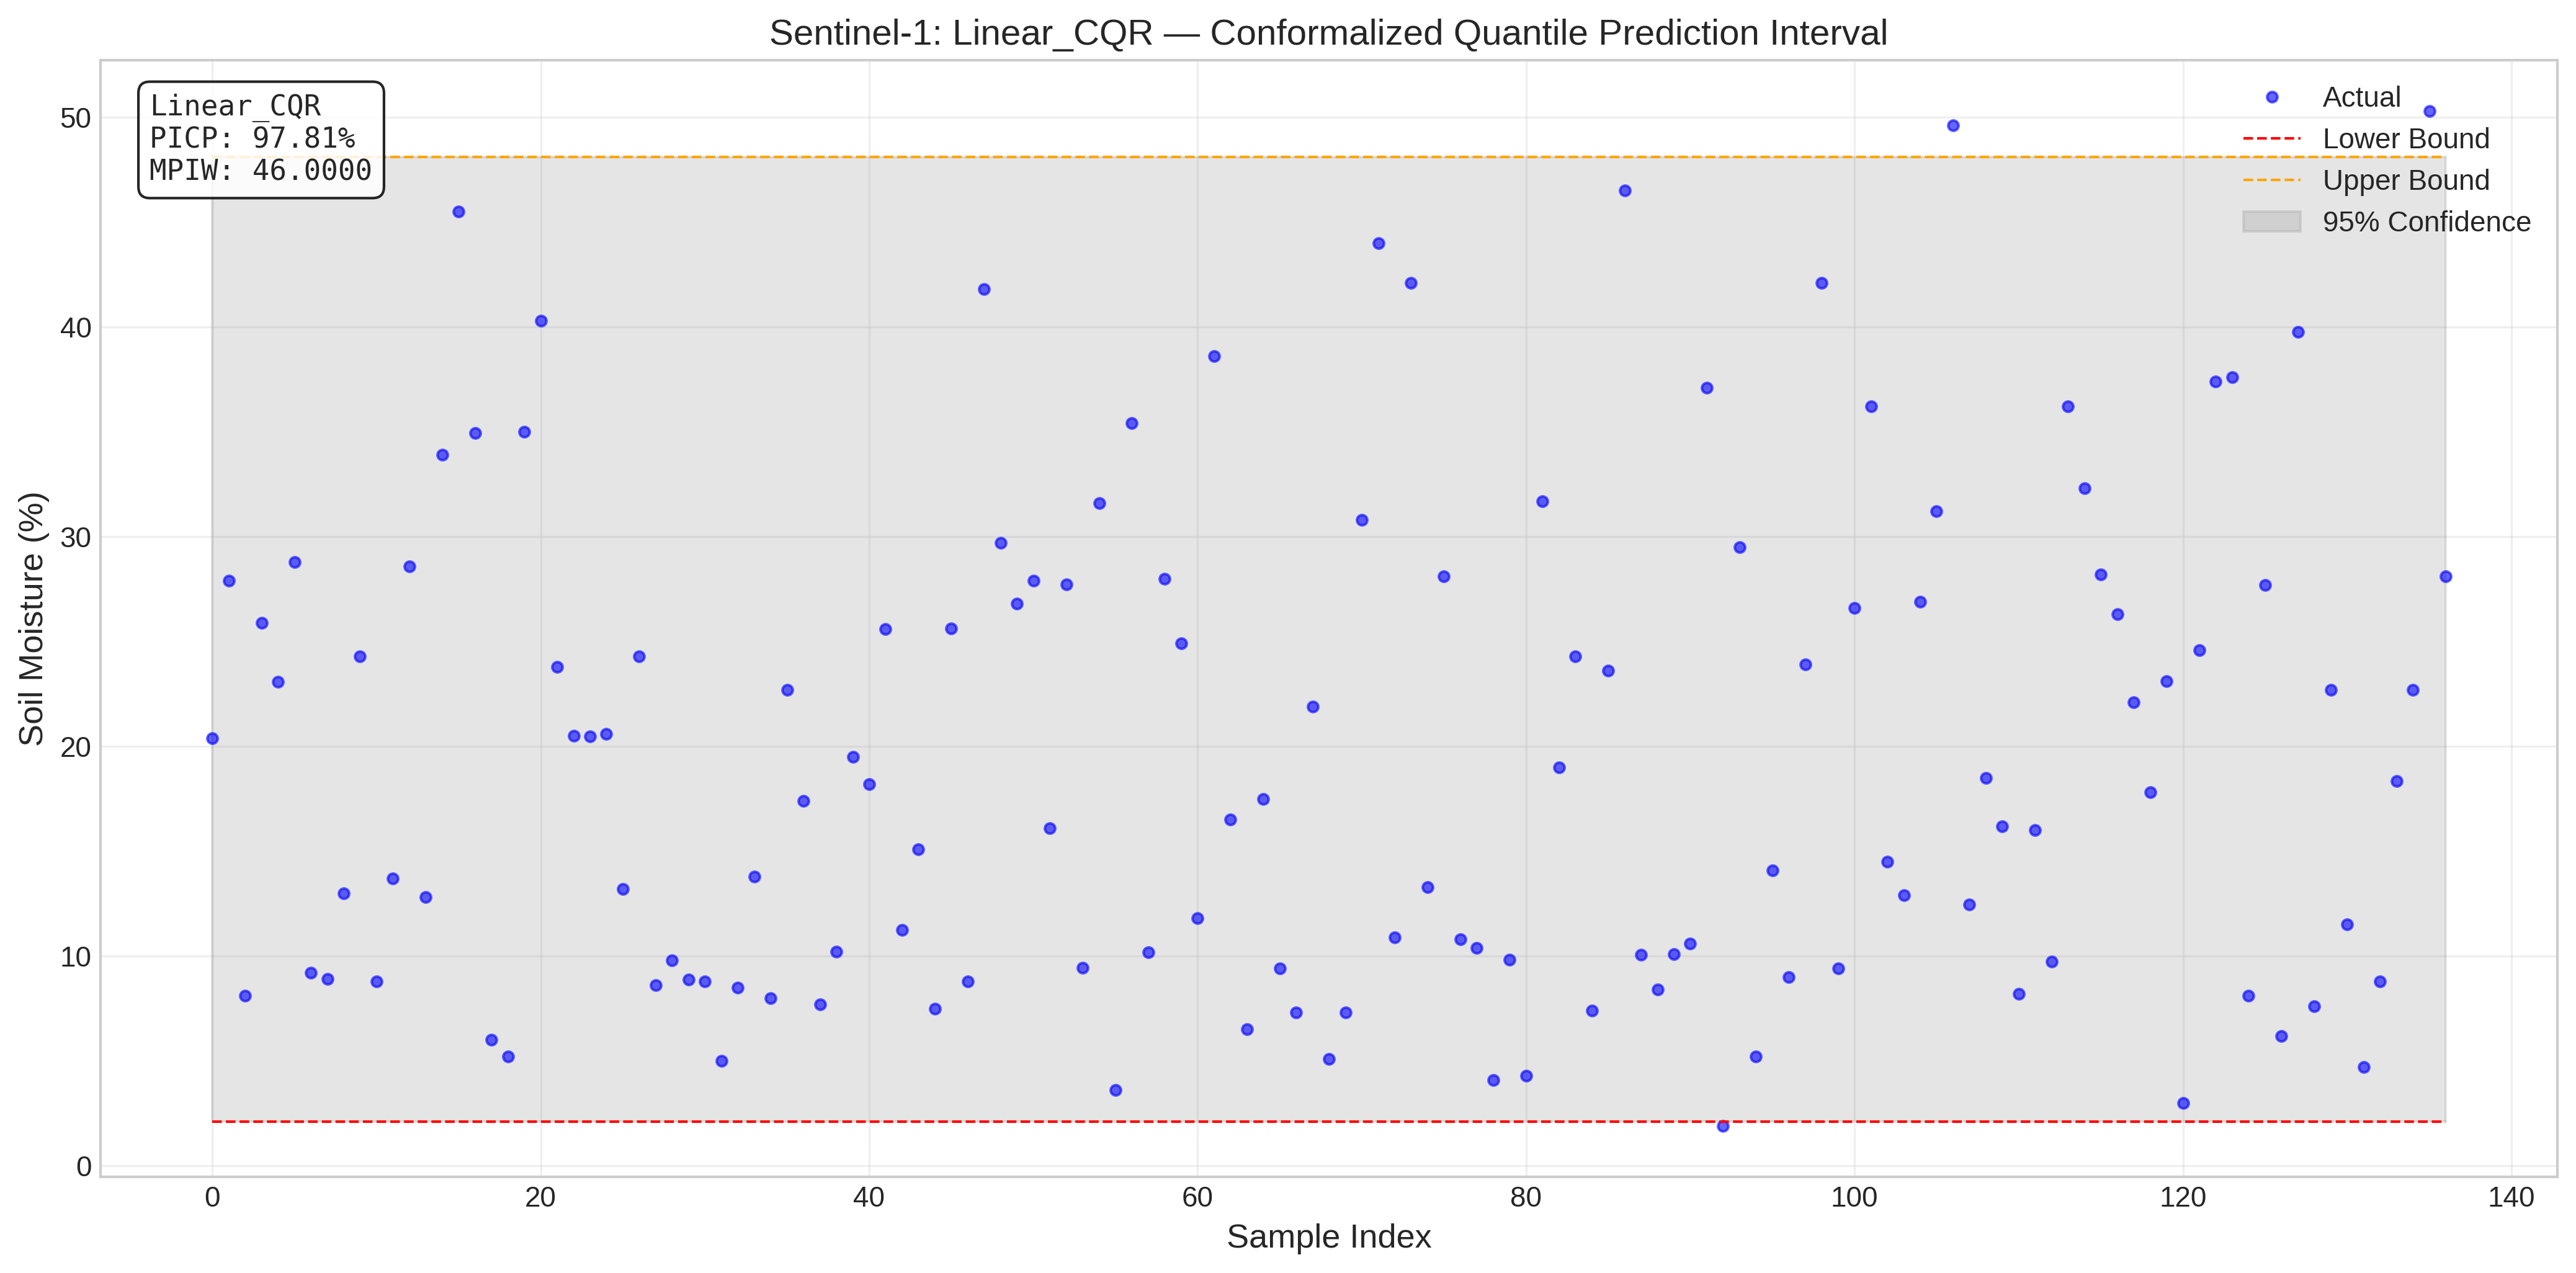 Sentinel-1: Linear_CQR — Conformalized Quantile Prediction Interval
Linear_CQR
PICP: 97.81%
MPIW: 46.0000
Actual
Lower Bound
Upper Bound
95% Confidence
Soil Moisture (%)
50
40
30
20
10
0
0 20 40 60 80 100 120 140
Sample Index